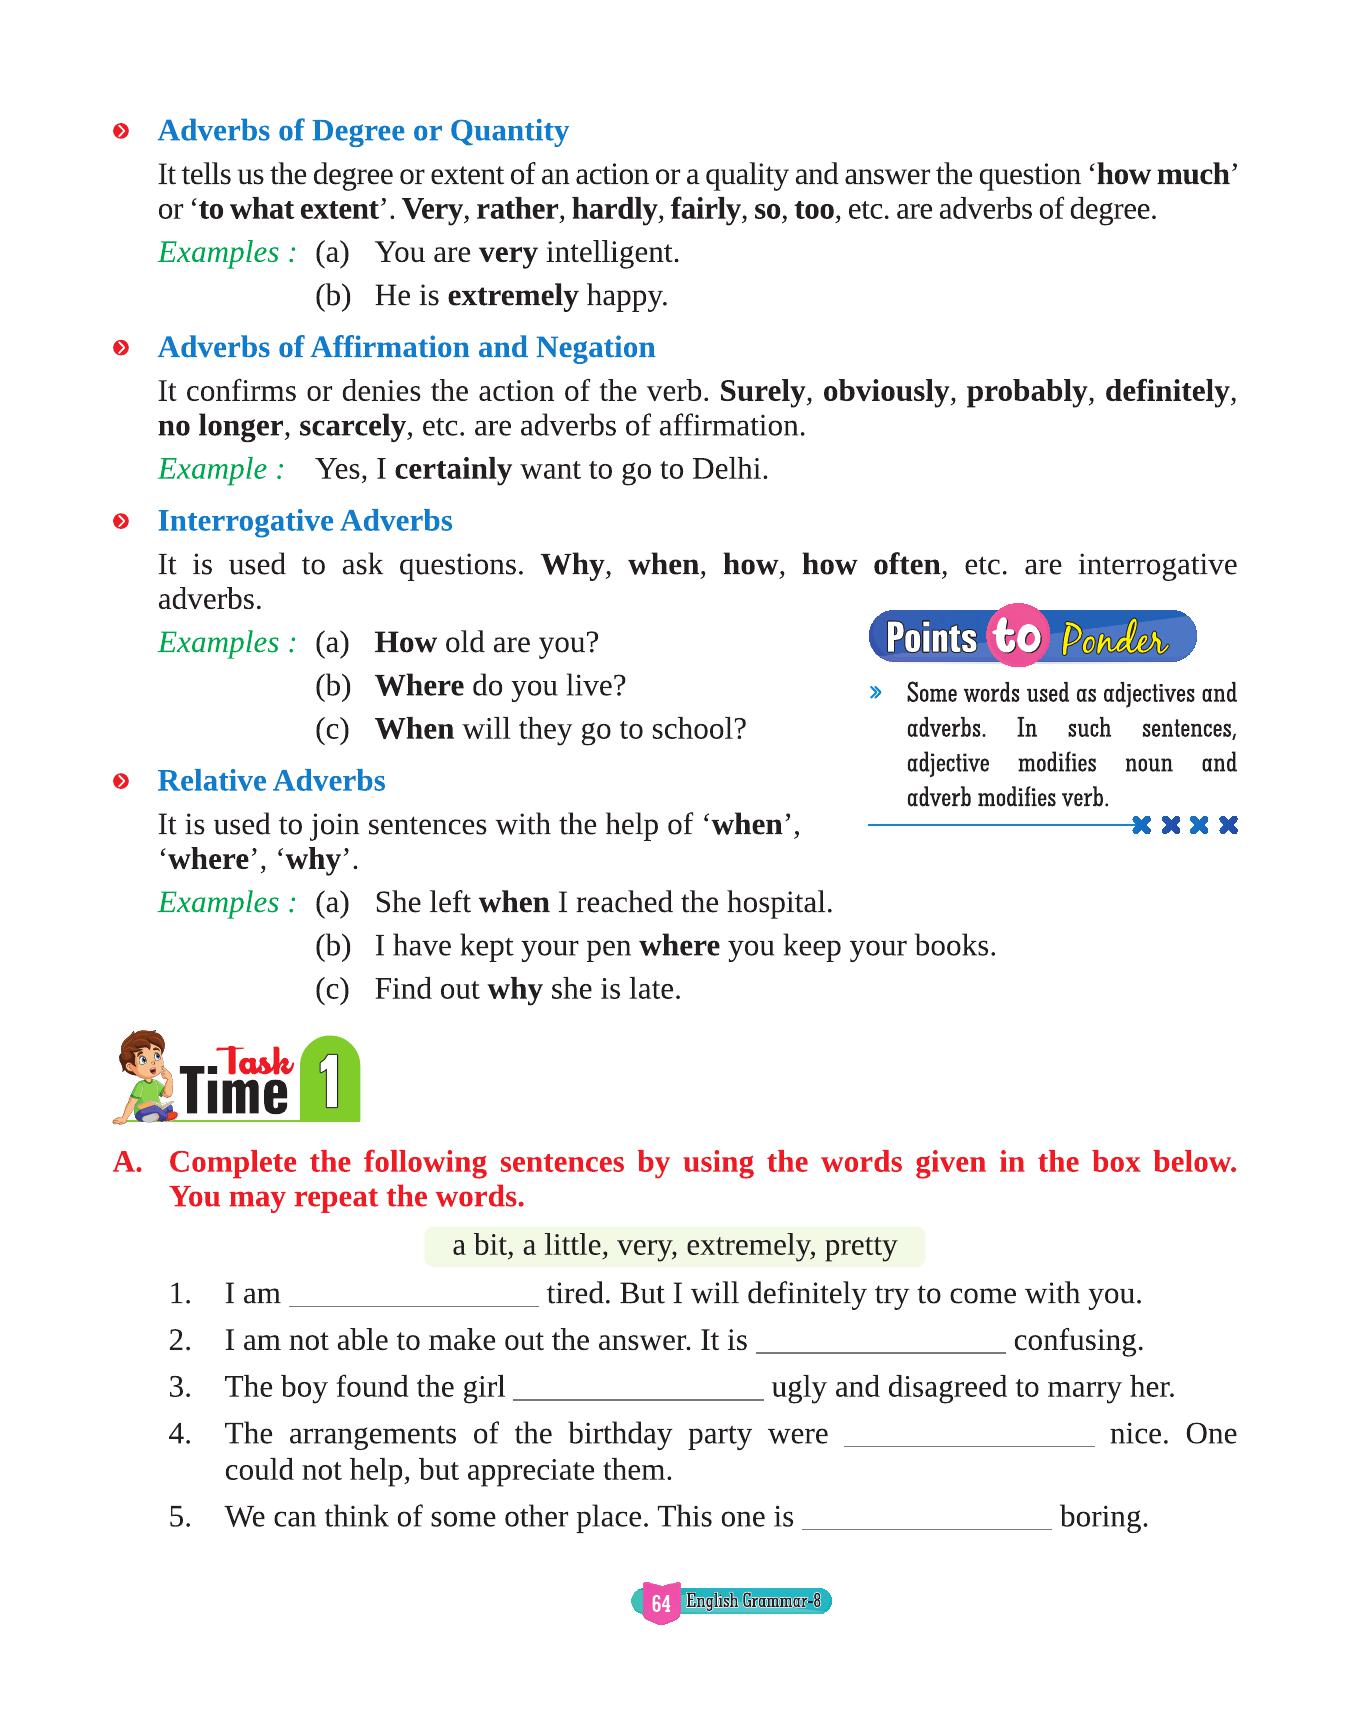 Adverbs of Degree or Quantity
It tells us the degree or extent of an action or a quality and answer the question ‘how much’
or ‘to what extent’. Very, rather, hardly, fairly, so, too, etc. are adverbs of degree.
Examples : (a) You are very intelligent.
(b) He is extremely happy.
Adverbs of Affirmation and Negation
It confirms or denies the action of the verb. Surely, obviously, probably, definitely,
no longer, scarcely, etc. are adverbs of affirmation.
Example : Yes, I certainly want to go to Delhi.
Interrogative Adverbs
It is used to ask questions. Why, when, how, how often, etc. are interrogative
adverbs.
Examples : (a) How old are you?
(b) Where do you live?
(c) When will they go to school?
Points to Ponder
Some words used as adjectives and
adverbs. In such sentences,
adjective modifies noun and
adverb modifies verb.
Relative Adverbs
It is used to join sentences with the help of ‘when’,
‘where’, ‘why’.
Examples : (a) She left when I reached the hospital.
(b) I have kept your pen where you keep your books.
(c) Find out why she is late.
Task
Time 1
A. Complete the following sentences by using the words given in the box below.
You may repeat the words.
a bit, a little, very, extremely, pretty
1. I am ________________ tired. But I will definitely try to come with you.
2. I am not able to make out the answer. It is ________________ confusing.
3. The boy found the girl ________________ ugly and disagreed to marry her.
4. The arrangements of the birthday party were ________________ nice. One
could not help, but appreciate them.
5. We can think of some other place. This one is ________________ boring.
64 English Grammar-8